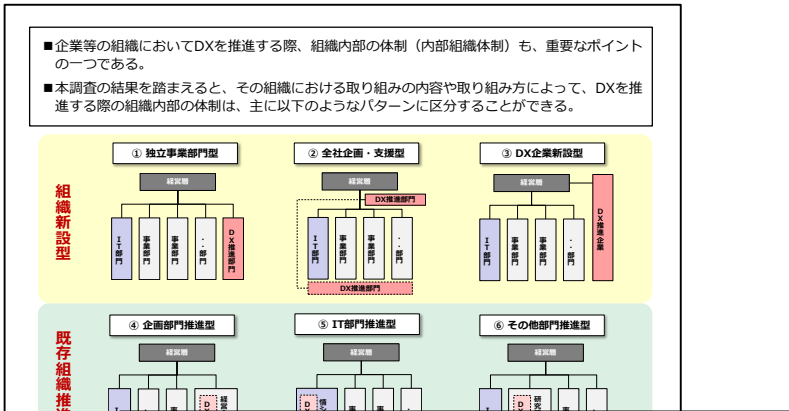 ■企業等の組織においてDXを推進する際、組織内部の体制（内部組織体制）も、重要なポイント
の一つである。
■本調査の結果を踏まえると、その組織における取り組みの内容や取り組み方によって、DXを推
進する際の組織内部の体制は、主に以下のようなパターンに区分することができる。
組織新設型
① 独立事業部門型
経営層
IT部門
事業部門
事業部門
・・部門
DX推進部門
② 全社企画・支援型
経営層
DX推進部門
IT部門
事業部門
事業部門
・・部門
DX推進部門
③ DX企業新設型
経営層
DX推進企業
IT部門
事業部門
事業部門
・・部門
既存組織推進
④ 企画部門推進型
経営層
⑤ IT部門推進型
経営層
⑥ その他部門推進型
経営層